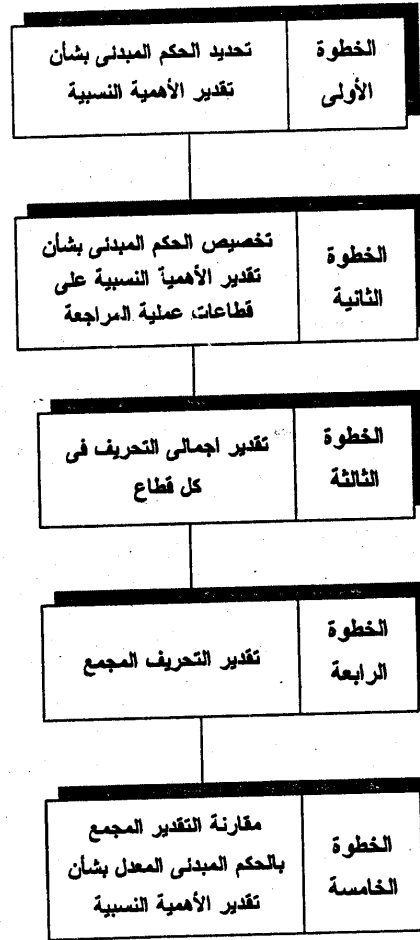 الخطوة
الأولى
تحديد الحكم المبدئى بشأن
تقدير الأهمية النسبية
الخطوة
الثانية
تخصيص الحكم المبدئى بشأن
تقدير الأهمية النسبية على
قطاعات عملية المراجعة
الخطوة
الثالثة
تقدير اجمالى التحريف فى
كل قطاع
الخطوة
الرابعة
تقدير التحريف المجمع
الخطوة
الخامسة
مقارنة التقدير المجمع
بالحكم المبدئى المعدل بشأن
تقدير الأهمية النسبية